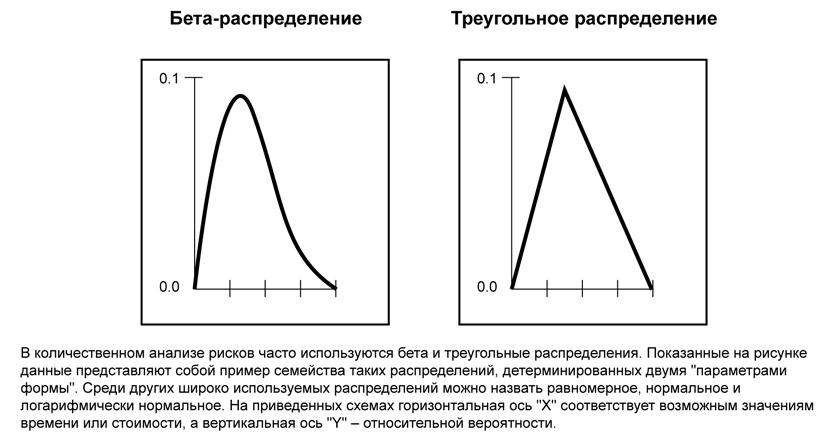 Бета-распределение
Треугольное распределение
0.1
0.0
0.1
0.0
В количественном анализе рисков часто используются бета и треугольные распределения. Показанные на рисунке
данные представляют собой пример семейства таких распределений, детерминированных двумя "параметрами
формы". Среди других широко используемых распределений можно назвать равномерное, нормальное и
логарифмически нормальное. На приведенных схемах горизонтальная ось "X" соответствует возможным значениям
времени или стоимости, а вертикальная ось "Y" – относительной вероятности.